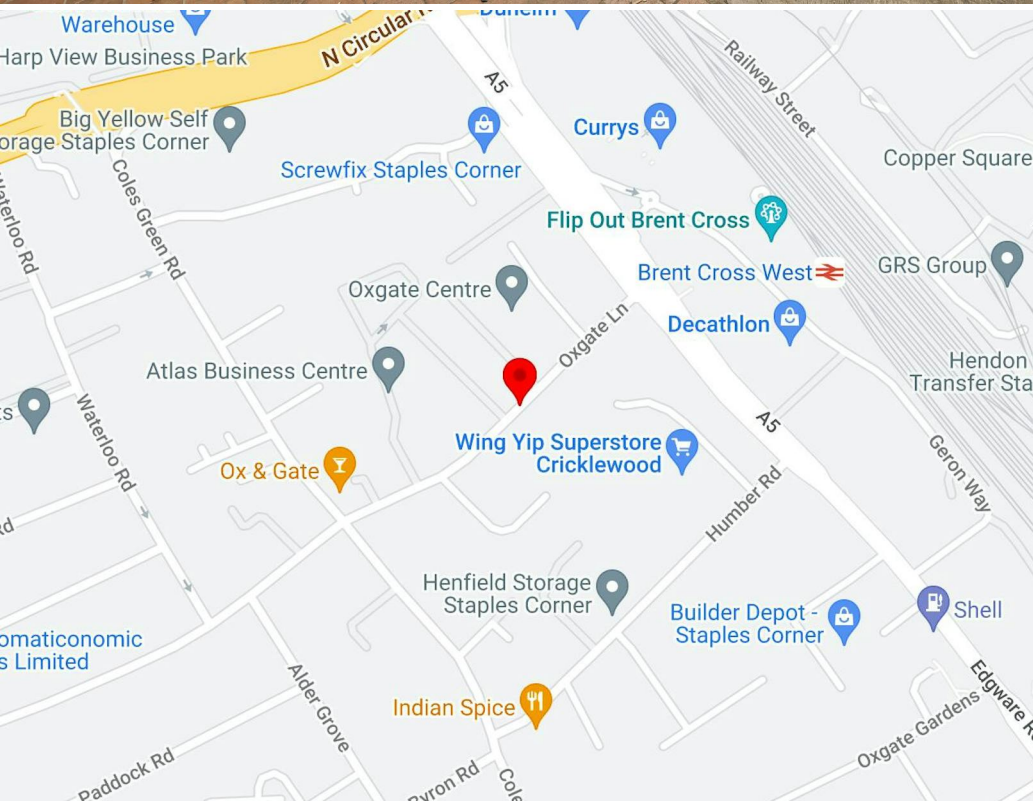 Warehouse
Harp View Business Park
N Circular
Dunelm
A5
Railway Street
Big Yellow Self
orage Staples Corner
Currys
Copper Square
Screwfix Staples Corner
Coles Green Rd
Waterloo Rd
Flip Out Brent Cross
Brent Cross West
GRS Group
Oxgate Centre
Oxgate Ln
Decathlon
Atlas Business Centre
Hendon
Transfer Sta
ts
Waterloo Rd
A5
Wing Yip Superstore
Cricklewood
Ox & Gate
Geron Way
Humber Rd
Rd
Henfield Storage
Staples Corner
Builder Depot -
Staples Corner
Shell
omaticonomic
s Limited
Alder Grove
Indian Spice
Edgware R
Oxgate Gardens
Paddock Rd
Byron Rd
Cole